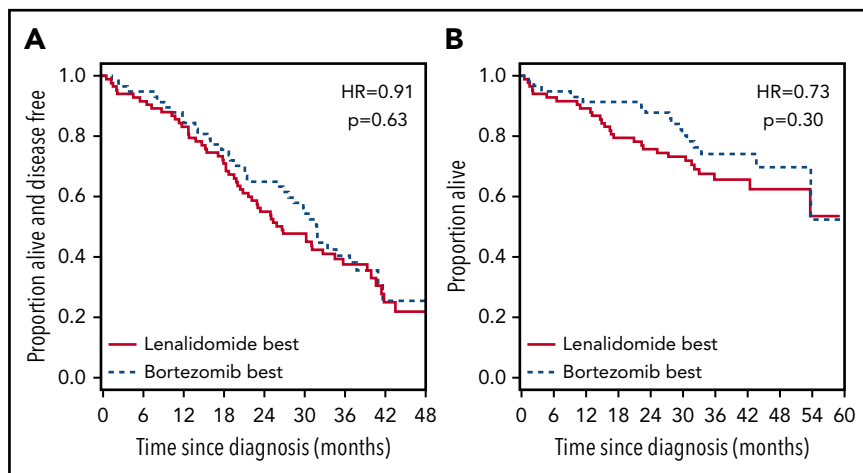 A
Proportion alive and disease free
1.0
0.8
0.6
0.4
0.2
0.0
HR=0.91
p=0.63
Lenalidomide best
Bortezomib best
0 6 12 18 24 30 36 42 48
Time since diagnosis (months)
B
Proportion alive
1.0
0.8
0.6
0.4
0.2
0.0
HR=0.73
p=0.30
Lenalidomide best
Bortezomib best
0 6 12 18 24 30 36 42 48 54 60
Time since diagnosis (months)